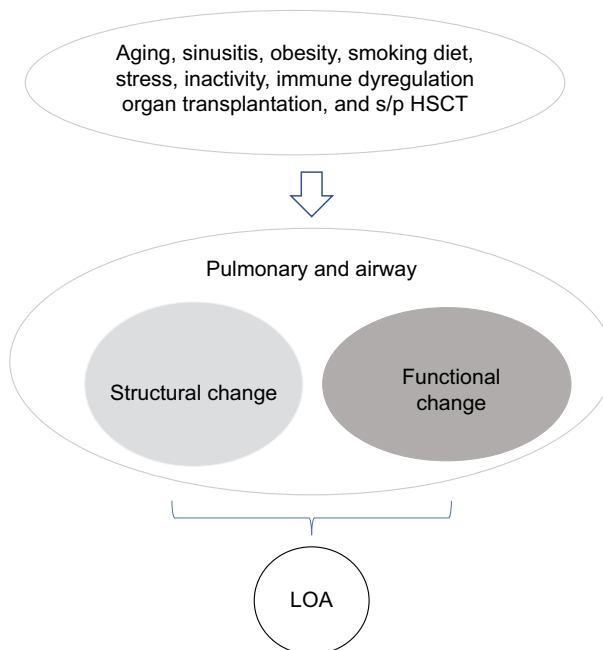 Aging, sinusitis, obesity, smoking diet,
stress, inactivity, immune dyregulation
organ transplantation, and s/p HSCT
Pulmonary and airway
Structural change
Functional
change
LOA